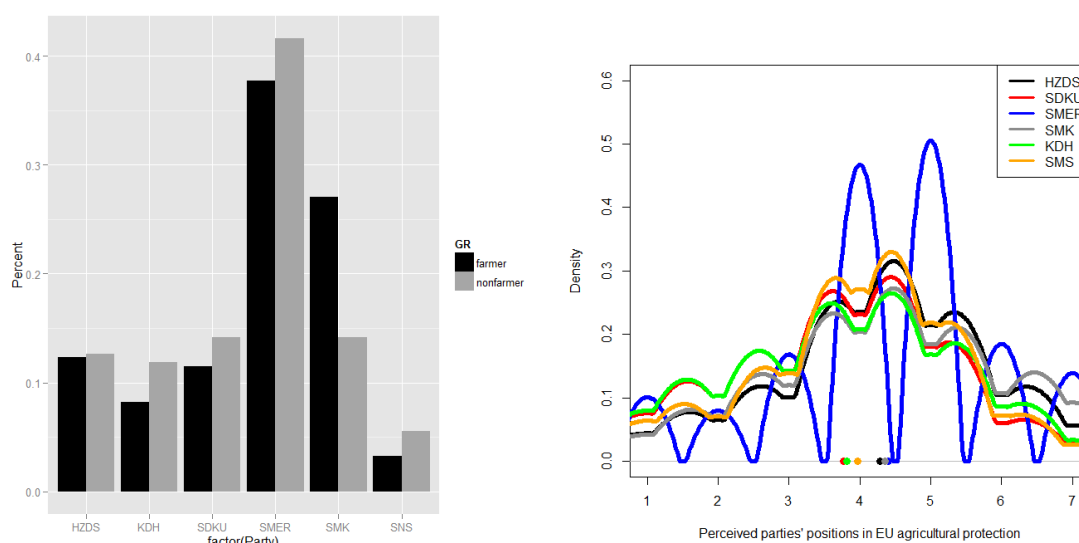 0.4
0.3
0.2
0.1
0.0
Percent
HZDS KDH SDKU SMER SMK SNS
factor(Party)
GR
farmer
nonfarmer
0.6
0.5
0.4
0.3
0.2
0.1
0.0
Density
HZDS
SDKU
SMER
SMK
KDH
SMS
1 2 3 4 5 6 7
Perceived parties' positions in EU agricultural protection